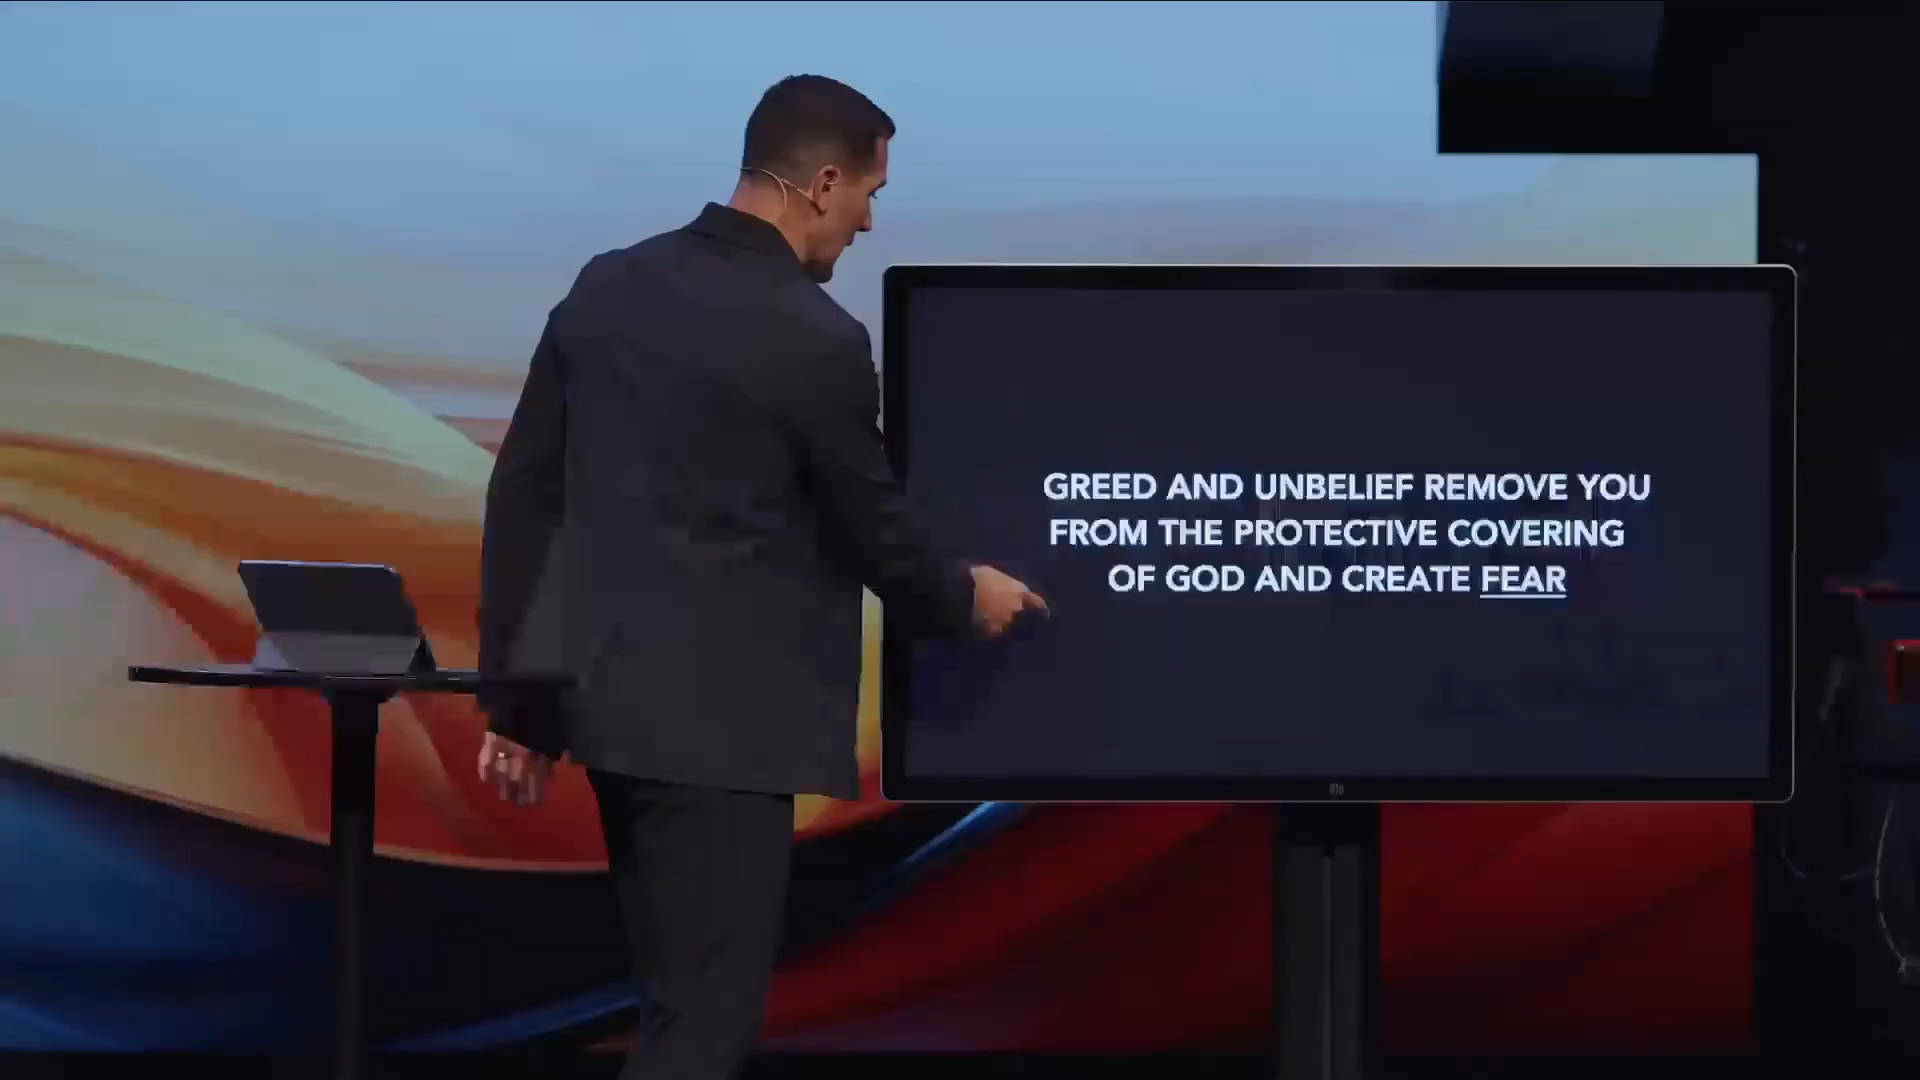 GREED AND UNBELIEF REMOVE YOU
FROM THE PROTECTIVE COVERING
OF GOD AND CREATE FEAR